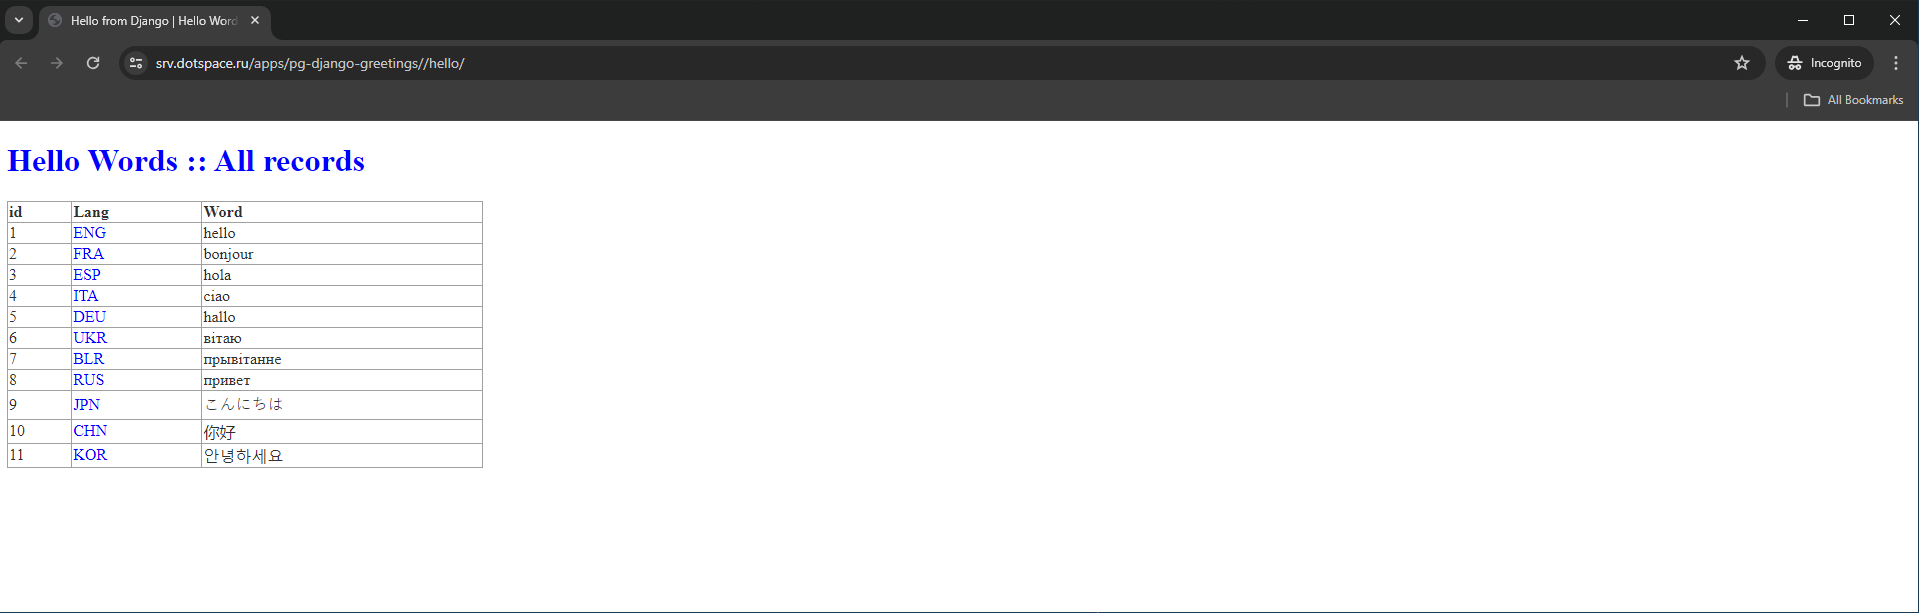 Hello from Django | Hello Word
srv.dotspace.ru/apps/pg-django-greetings//hello/
Incognito
All Bookmarks
Hello Words :: All records
id Lang Word
1 ENG hello
2 FRA bonjour
3 ESP hola
4 ITA ciao
5 DEU hallo
6 UKR вітаю
7 BLR прывітанне
8 RUS привет
9 JPN こんにちは
10 CHN 你好
11 KOR 안녕하세요